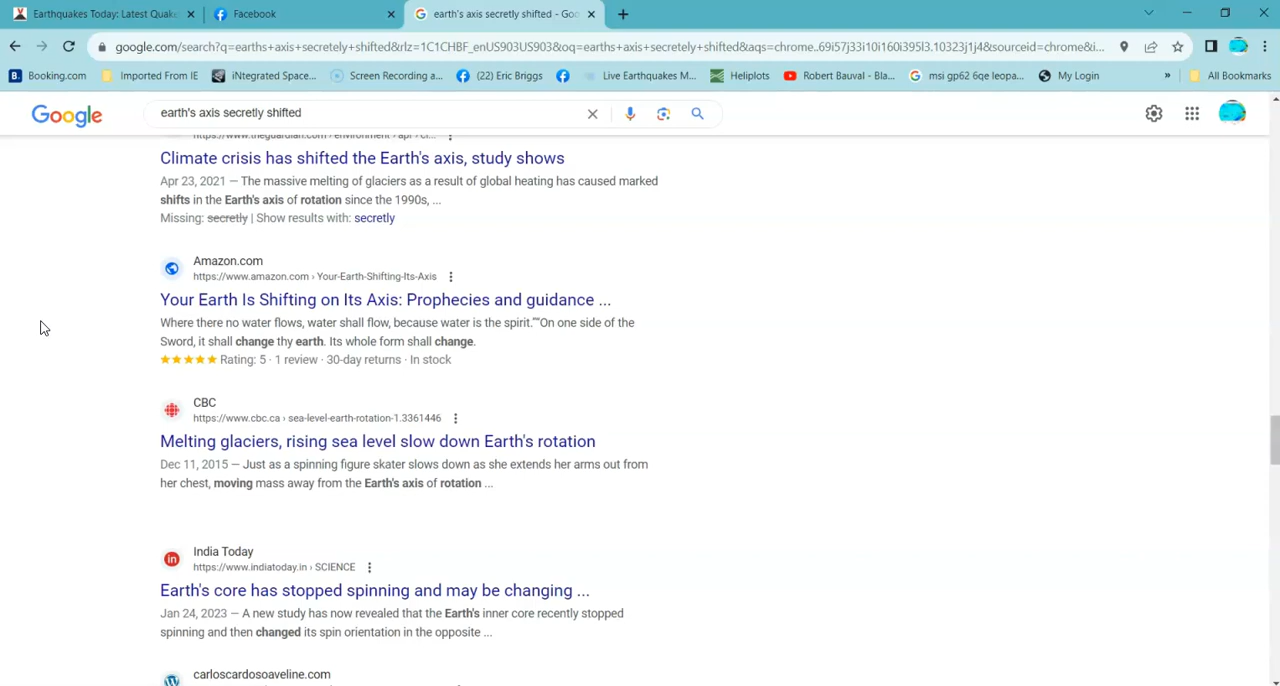 Earthquakes Today: Latest Quake
Facebook
earth's axis secretly shifted - Goo
google.com/search?q=earths+axis+secretely+shifted&rlz=1C1CHBF_enUS903US903&oq=earths+axis+secretely+shifted&aqs=chrome..69i57j33i10i160i395l3.10323j1j4&sourceid=chrome&i...
Booking.com
Imported From IE
iNtegrated Space...
Screen Recording a...
(22) Eric Briggs
Live Earthquakes M...
Heliplots
Robert Bauval - Bla...
msi gp62 6qe leopa...
My Login
»
All Bookmarks
Google
earth's axis secretly shifted
https://www.theguardian.com › environment › apr › cl...
Climate crisis has shifted the Earth's axis, study shows
Apr 23, 2021 — The massive melting of glaciers as a result of global heating has caused marked
shifts in the Earth's axis of rotation since the 1990s, ...
Missing: secretly | Show results with: secretly
Amazon.com
https://www.amazon.com › Your-Earth-Shifting-Its-Axis
Your Earth Is Shifting on Its Axis: Prophecies and guidance ...
Where there no water flows, water shall flow, because water is the spirit.""On one side of the
Sword, it shall change thy earth. Its whole form shall change.
Rating: 5 · 1 review · 30-day returns · In stock
CBC
https://www.cbc.ca › sea-level-earth-rotation-1.3361446
Melting glaciers, rising sea level slow down Earth's rotation
Dec 11, 2015 — Just as a spinning figure skater slows down as she extends her arms out from
her chest, moving mass away from the Earth's axis of rotation ...
India Today
https://www.indiatoday.in › SCIENCE
Earth's core has stopped spinning and may be changing ...
Jan 24, 2023 — A new study has now revealed that the Earth's inner core recently stopped
spinning and then changed its spin orientation in the opposite ...
carloscardosoaveline.com